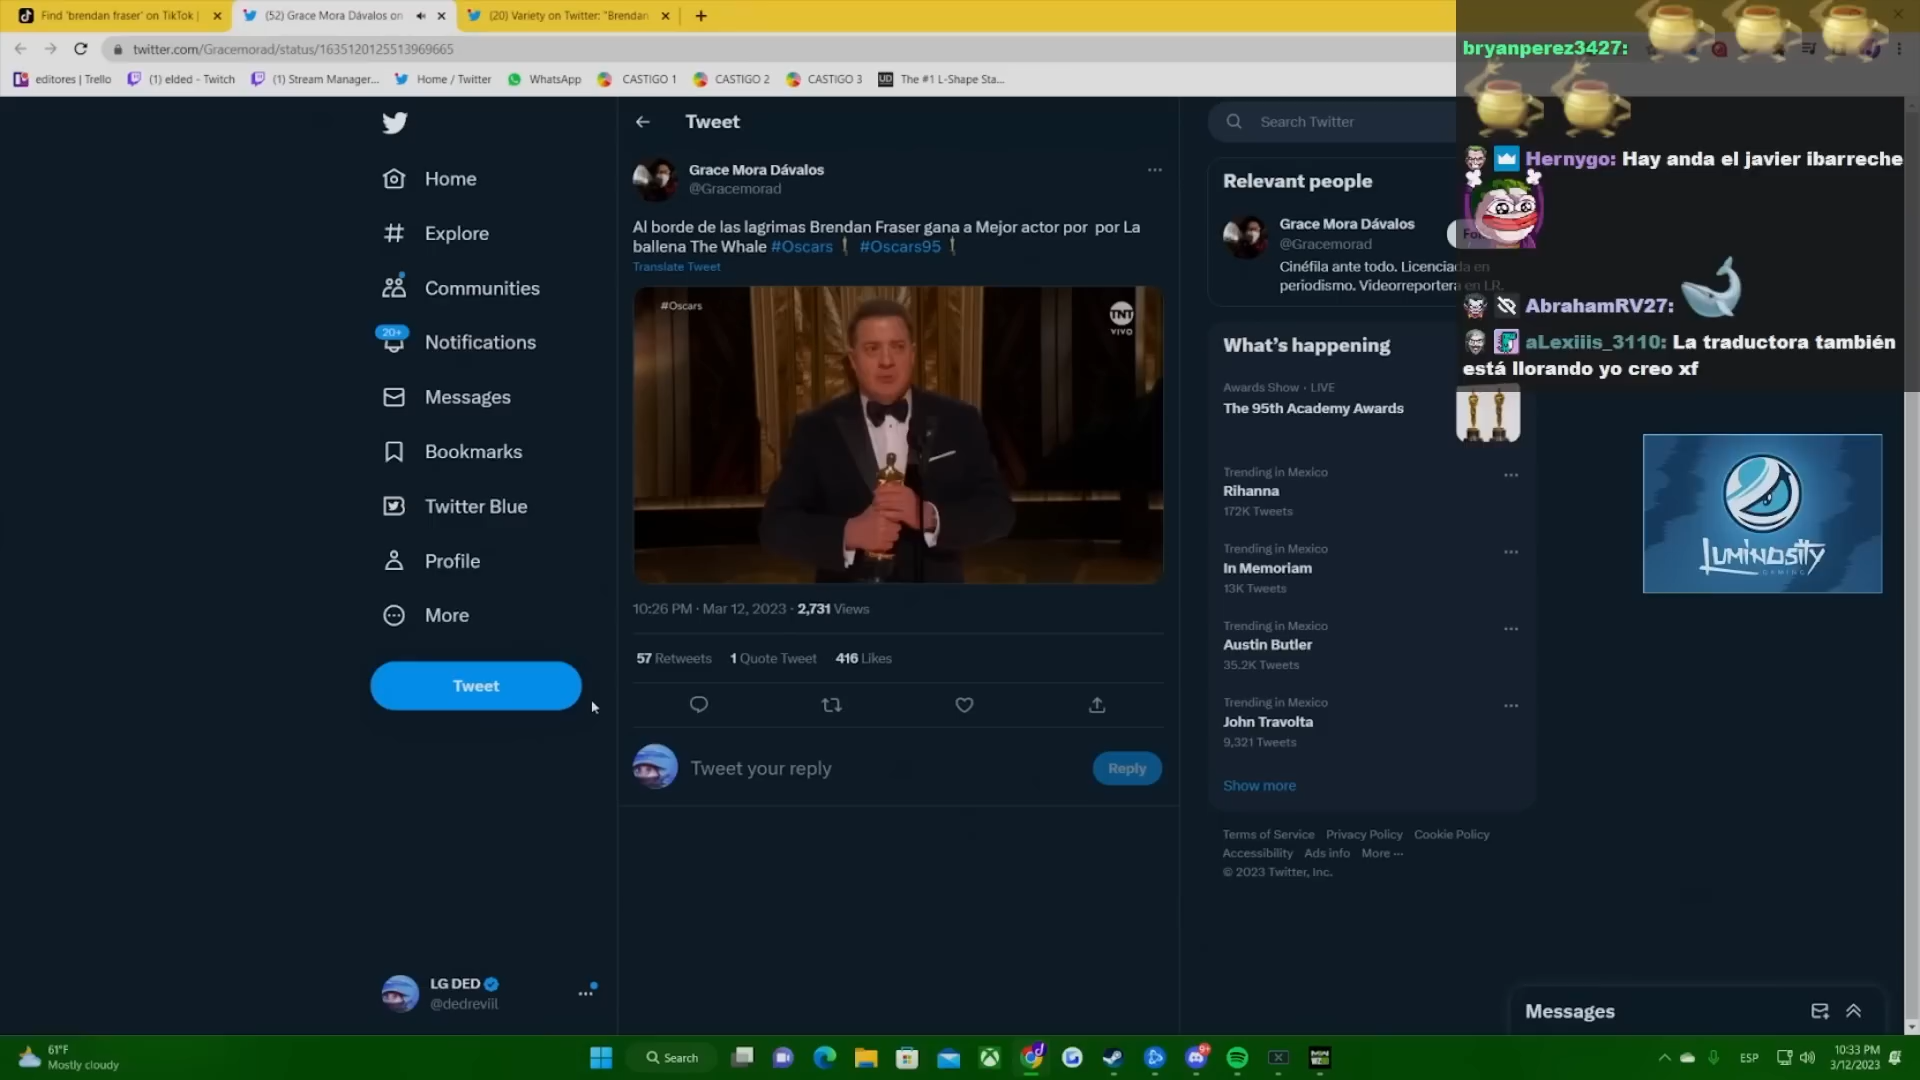 Find 'brendan fraser' on TikTok |
(52) Grace Mora Dávalos on
(20) Variety on Twitter: "Brendan
twitter.com/Gracemorad/status/1635120125513969665
editores | Trello
(1) elded - Twitch
(1) Stream Manager...
Home / Twitter
WhatsApp
CASTIGO 1
CASTIGO 2
CASTIGO 3
UD
The #1 L-Shape Sta...
Home
Explore
Communities
20+
Notifications
Messages
Bookmarks
Twitter Blue
Profile
More
Tweet
LG DED
@dedreviil
Tweet
Grace Mora Dávalos
@Gracemorad
Al borde de las lagrimas Brendan Fraser gana a Mejor actor por por La
ballena The Whale #Oscars #Oscars95
Translate Tweet
#Oscars
TNT
VIVO
10:26 PM · Mar 12, 2023 · 2,731 Views
57 Retweets 1 Quote Tweet 416 Likes
Tweet your reply
Reply
Search Twitter
Relevant people
Grace Mora Dávalos
@Gracemorad
Cinéfila ante todo. Licenciada en
periodismo. Videorreportera en LR.
What's happening
Awards Show · LIVE
The 95th Academy Awards
Trending in Mexico
Rihanna
172K Tweets
Trending in Mexico
In Memoriam
13K Tweets
Trending in Mexico
Austin Butler
35.2K Tweets
Trending in Mexico
John Travolta
9,321 Tweets
Show more
Terms of Service Privacy Policy Cookie Policy
Accessibility Ads info More ···
© 2023 Twitter, Inc.
bryanperez3427:
Hernygo: Hay anda el javier ibarreche
AbrahamRV27:
aLexiiis_3110: La traductora también
está llorando yo creo xf
LUMINOSITY
GAMING
Messages
61°F
Mostly cloudy
Search
9+
ESP
10:33 PM
3/12/2023